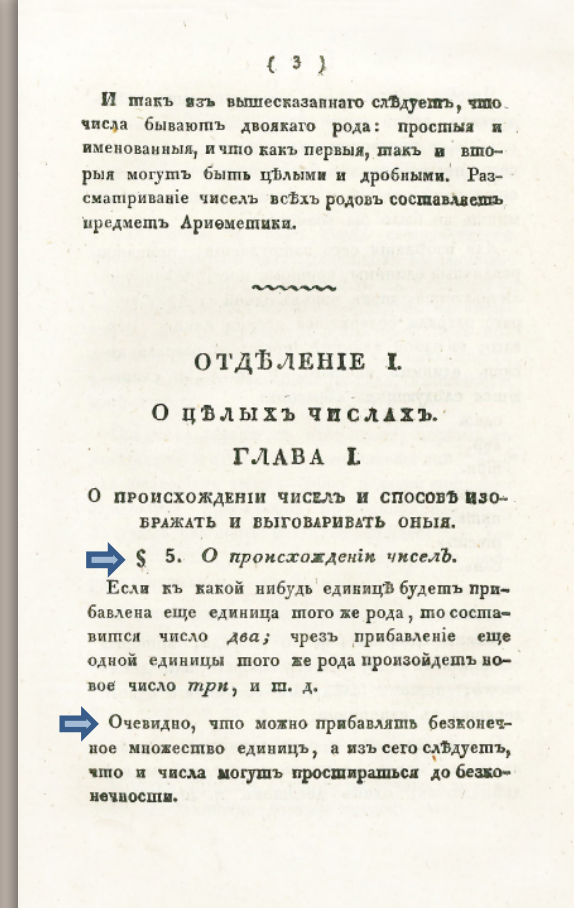 ( 3 )
И такъ изъ вышесказаннаго слѣдуетъ, что
числа бываютъ двоякаго рода: простыя и
именованныя, и что какъ первыя, такъ и вто-
рыя могутъ быть цѣлыми и дробными. Раз-
сматриваніе чиселъ всѣхъ родовъ составляетъ
предметъ Ариѳметики.
ОТДѢЛЕНІЕ I.
О ЦѢЛЫХЪ ЧИСЛАХЪ.
ГЛАВА I.
О ПРОИСХОЖДЕНІИ ЧИСЕЛЪ И СПОСОБѢ ИЗО-
БРАЖАТЬ И ВЫГОВАРИВАТЬ ОНЫЯ.
§ 5. О происхожденіи чиселъ.
Если къ какой нибудь единицѣ будетъ при-
бавлена еще единица того же рода, то соста-
вится число два; чрезъ прибавленіе еще
одной единицы того же рода произойдетъ но-
вое число три, и т. д.
Очевидно, что можно прибавлять безконеч-
ное множество единицъ, а изъ сего слѣдуетъ,
что и числа могутъ простираться до безко-
нечности.